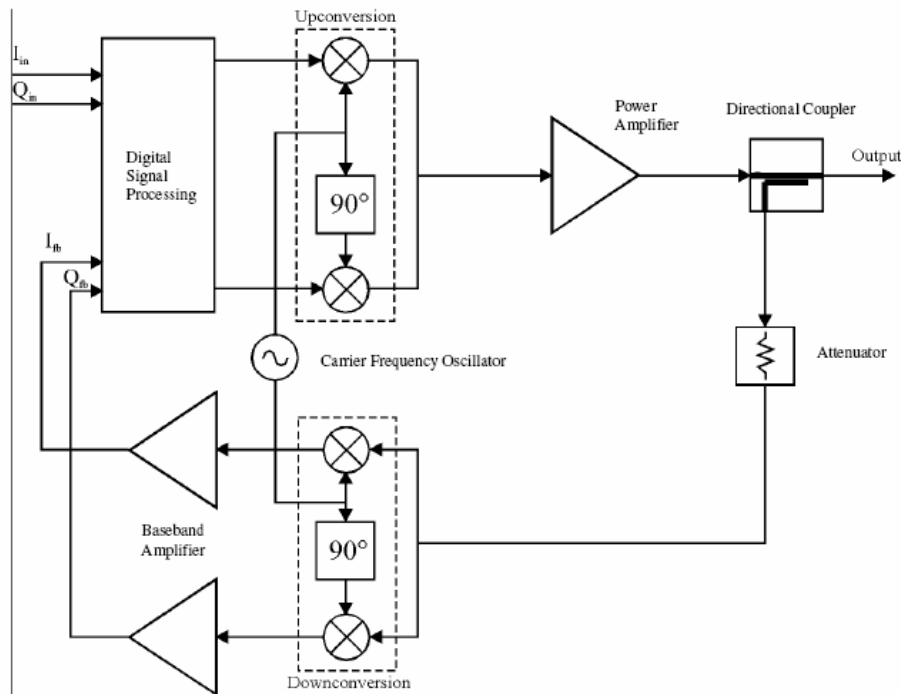 Upconversion
I_in
Q_in
Power
Amplifier
Directional Coupler
Digital
Signal
Processing
Output
90°
I_fb
Q_fb
Carrier Frequency Oscillator
Attenuator
Baseband
Amplifier
90°
Downconversion